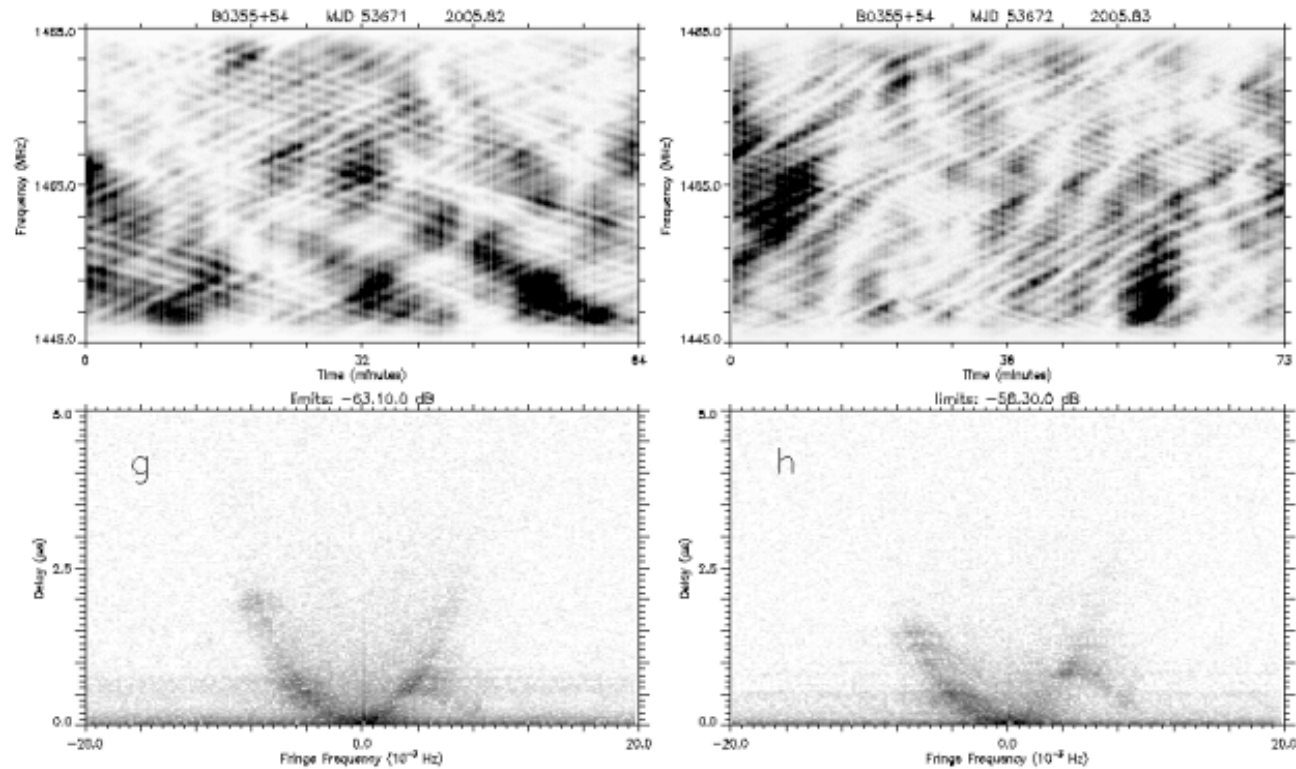 B0355+54 MJD 53671 2005.82
B0355+54 MJD 53672 2005.83
1485.0
1465.0
1445.0
Frequency (MHz)
0 32 64
Time (minutes)
1485.0
1465.0
1445.0
Frequency (MHz)
0 36 73
Time (minutes)
limits: -63.10.0 dB
g
5.0
2.5
0.0
Delay (μs)
-20.0 0.0 20.0
Fringe Frequency (10⁻³ Hz)
limits: -58.30.0 dB
h
5.0
2.5
0.0
Delay (μs)
-20.0 0.0 20.0
Fringe Frequency (10⁻³ Hz)